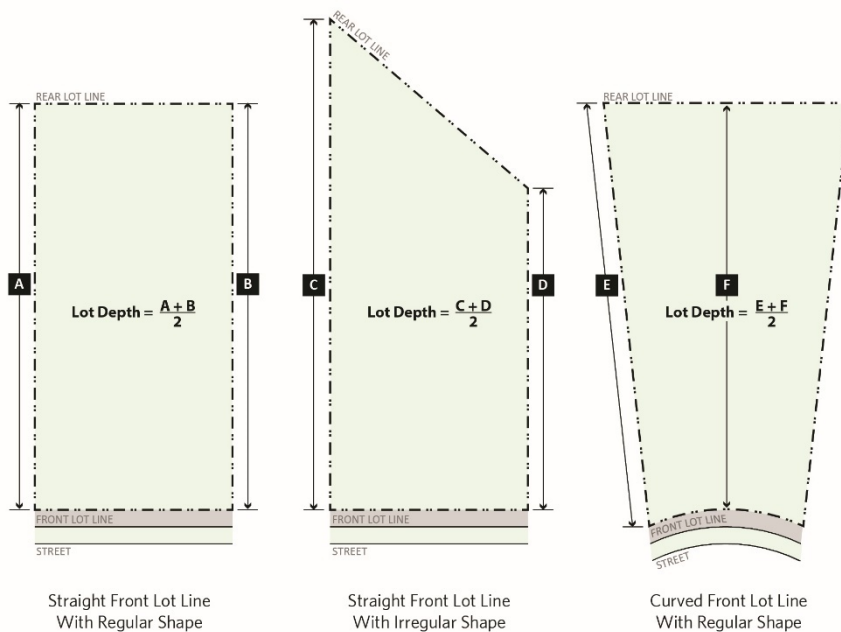 REAR LOT LINE
A
B
Lot Depth = A + B
2
FRONT LOT LINE
STREET
Straight Front Lot Line
With Regular Shape
REAR LOT LINE
C
D
Lot Depth = C + D
2
FRONT LOT LINE
STREET
Straight Front Lot Line
With Irregular Shape
REAR LOT LINE
E
F
Lot Depth = E + F
2
FRONT LOT LINE
STREET
Curved Front Lot Line
With Regular Shape